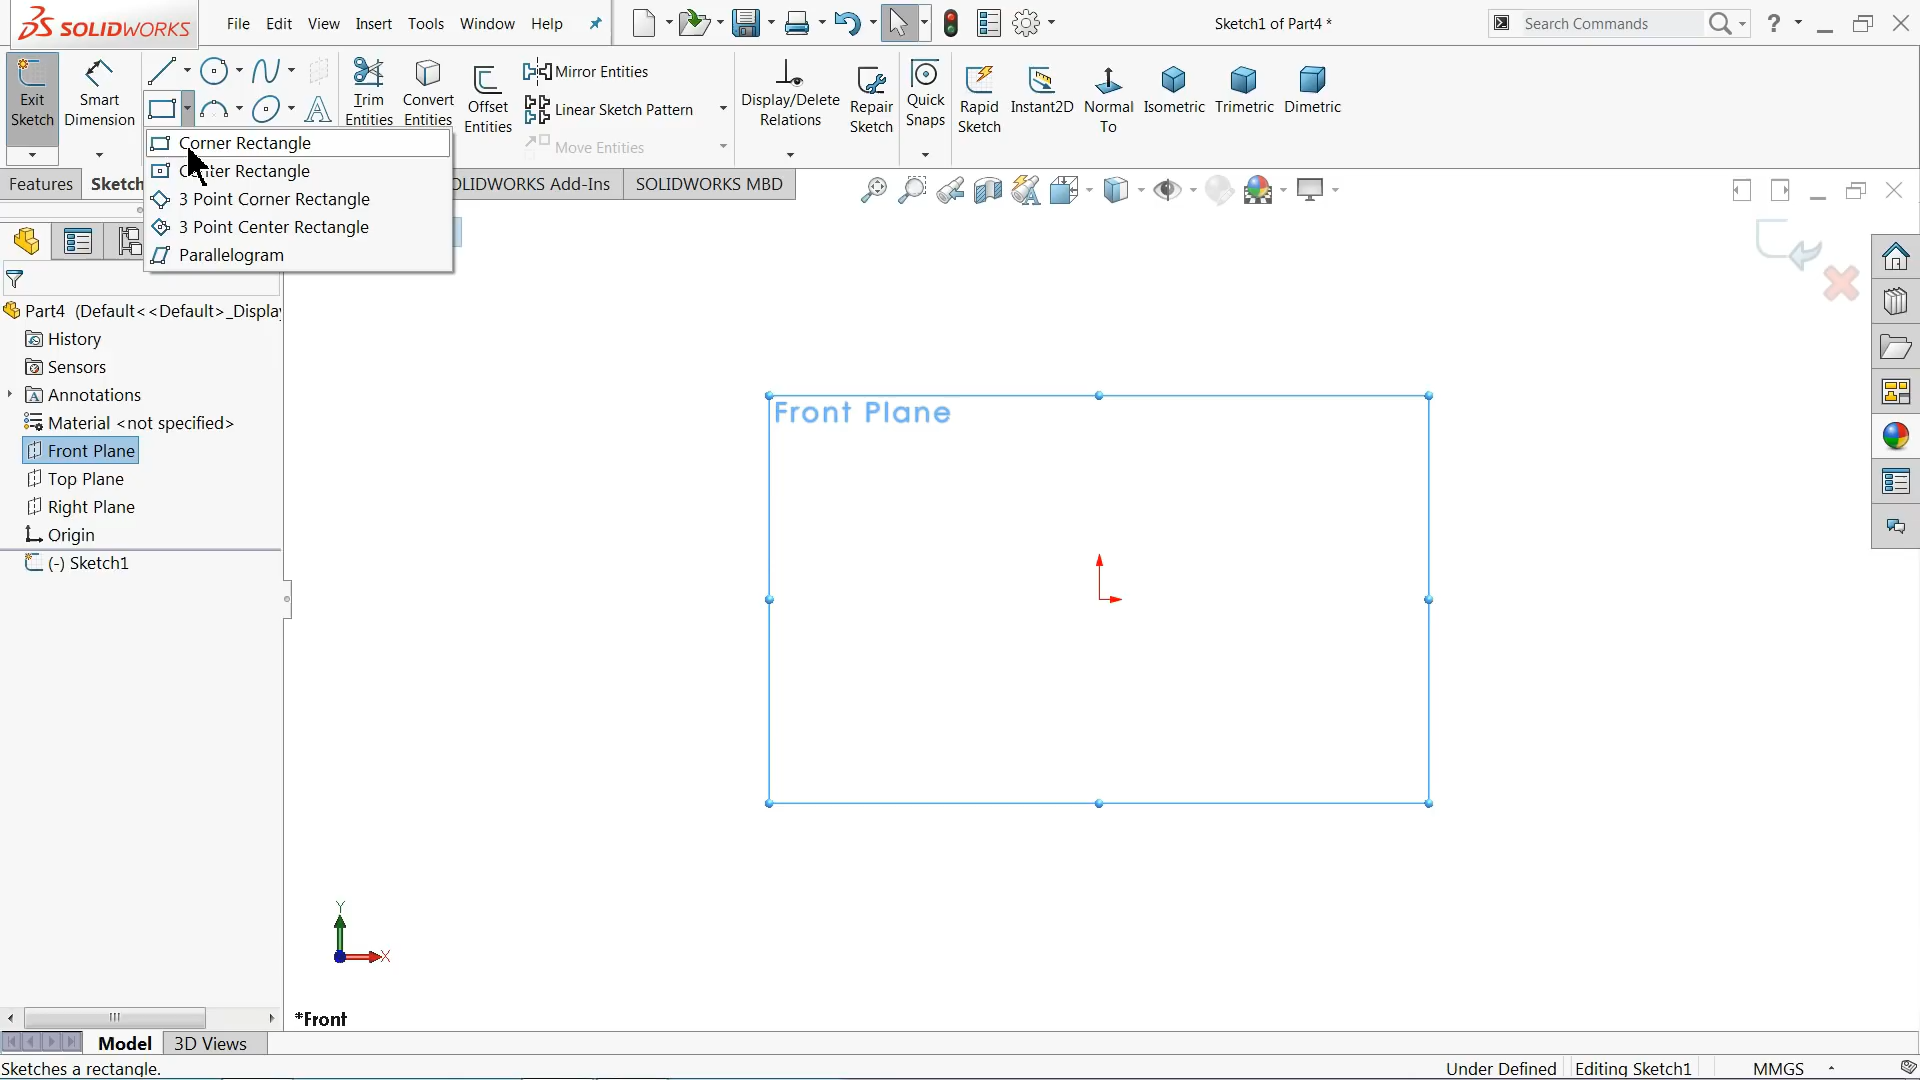 SOLIDWORKS File Edit View Insert Tools Window Help Sketch1 of Part4 * Search Commands ?
Exit Sketch
Smart Dimension
Trim Entities
Convert Entities
Offset Entities
Mirror Entities
Linear Sketch Pattern
Move Entities
Display/Delete Relations
Repair Sketch
Quick Snaps
Rapid Sketch
Instant2D
Normal To
Isometric
Trimetric
Dimetric
Corner Rectangle
Center Rectangle
3 Point Corner Rectangle
3 Point Center Rectangle
Parallelogram
Features Sketch OLIDWORKS Add-Ins SOLIDWORKS MBD
Part4 (Default<<Default>_Display
History
Sensors
Annotations
Material <not specified>
Front Plane
Top Plane
Right Plane
Origin
(-) Sketch1
Front Plane
Y
X
*Front
Model 3D Views
Sketches a rectangle. Under Defined Editing Sketch1 MMGS